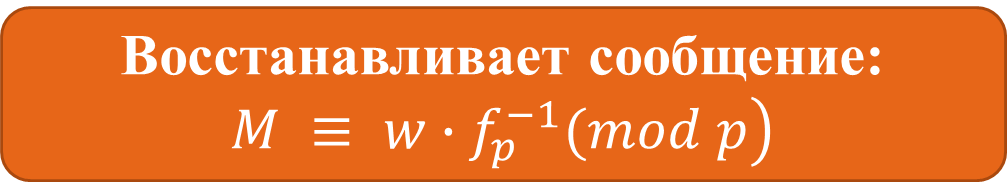 Восстанавливает сообщение:
M ≡ w · f_p^{-1}(mod p)